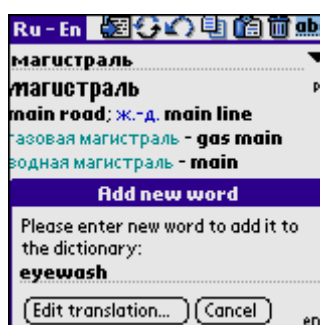 Ru - En ab
магистраль
магистраль
main road; ж.-д. main line
газовая магистраль - gas main
водная магистраль - main
Add new word
Please enter new word to add it to
the dictionary:
eyewash
Edit translation... Cancel